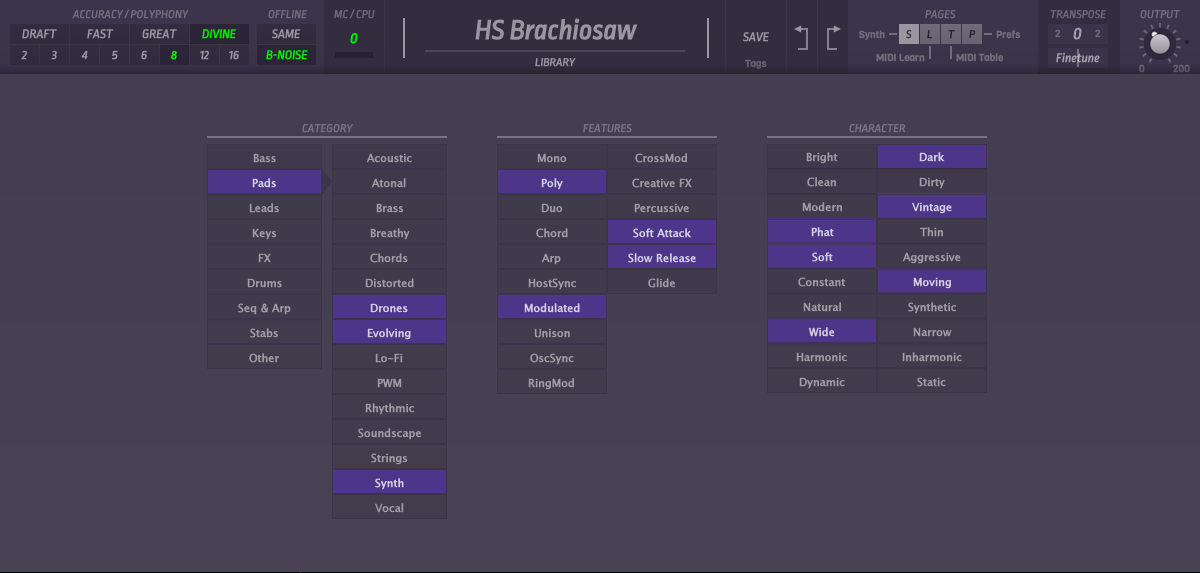 ACCURACY/POLYPHONY
DRAFT FAST GREAT DIVINE
2 3 4 5 6 8 12 16
OFFLINE
SAME
B-NOISE
MC / CPU
0
HS Brachiosaw
LIBRARY
SAVE
Tags
PAGES
Synth S L T P Prefs
MIDI Learn MIDI Table
TRANSPOSE
2 0 2
Finetune
OUTPUT
0 200
CATEGORY
Bass
Pads
Leads
Keys
FX
Drums
Seq & Arp
Stabs
Other
Acoustic
Atonal
Brass
Breathy
Chords
Distorted
Drones
Evolving
Lo-Fi
PWM
Rhythmic
Soundscape
Strings
Synth
Vocal
FEATURES
Mono
Poly
Duo
Chord
Arp
HostSync
Modulated
Unison
OscSync
RingMod
CrossMod
Creative FX
Percussive
Soft Attack
Slow Release
Glide
CHARACTER
Bright Dark
Clean Dirty
Modern Vintage
Phat Thin
Soft Aggressive
Constant Moving
Natural Synthetic
Wide Narrow
Harmonic Inharmonic
Dynamic Static